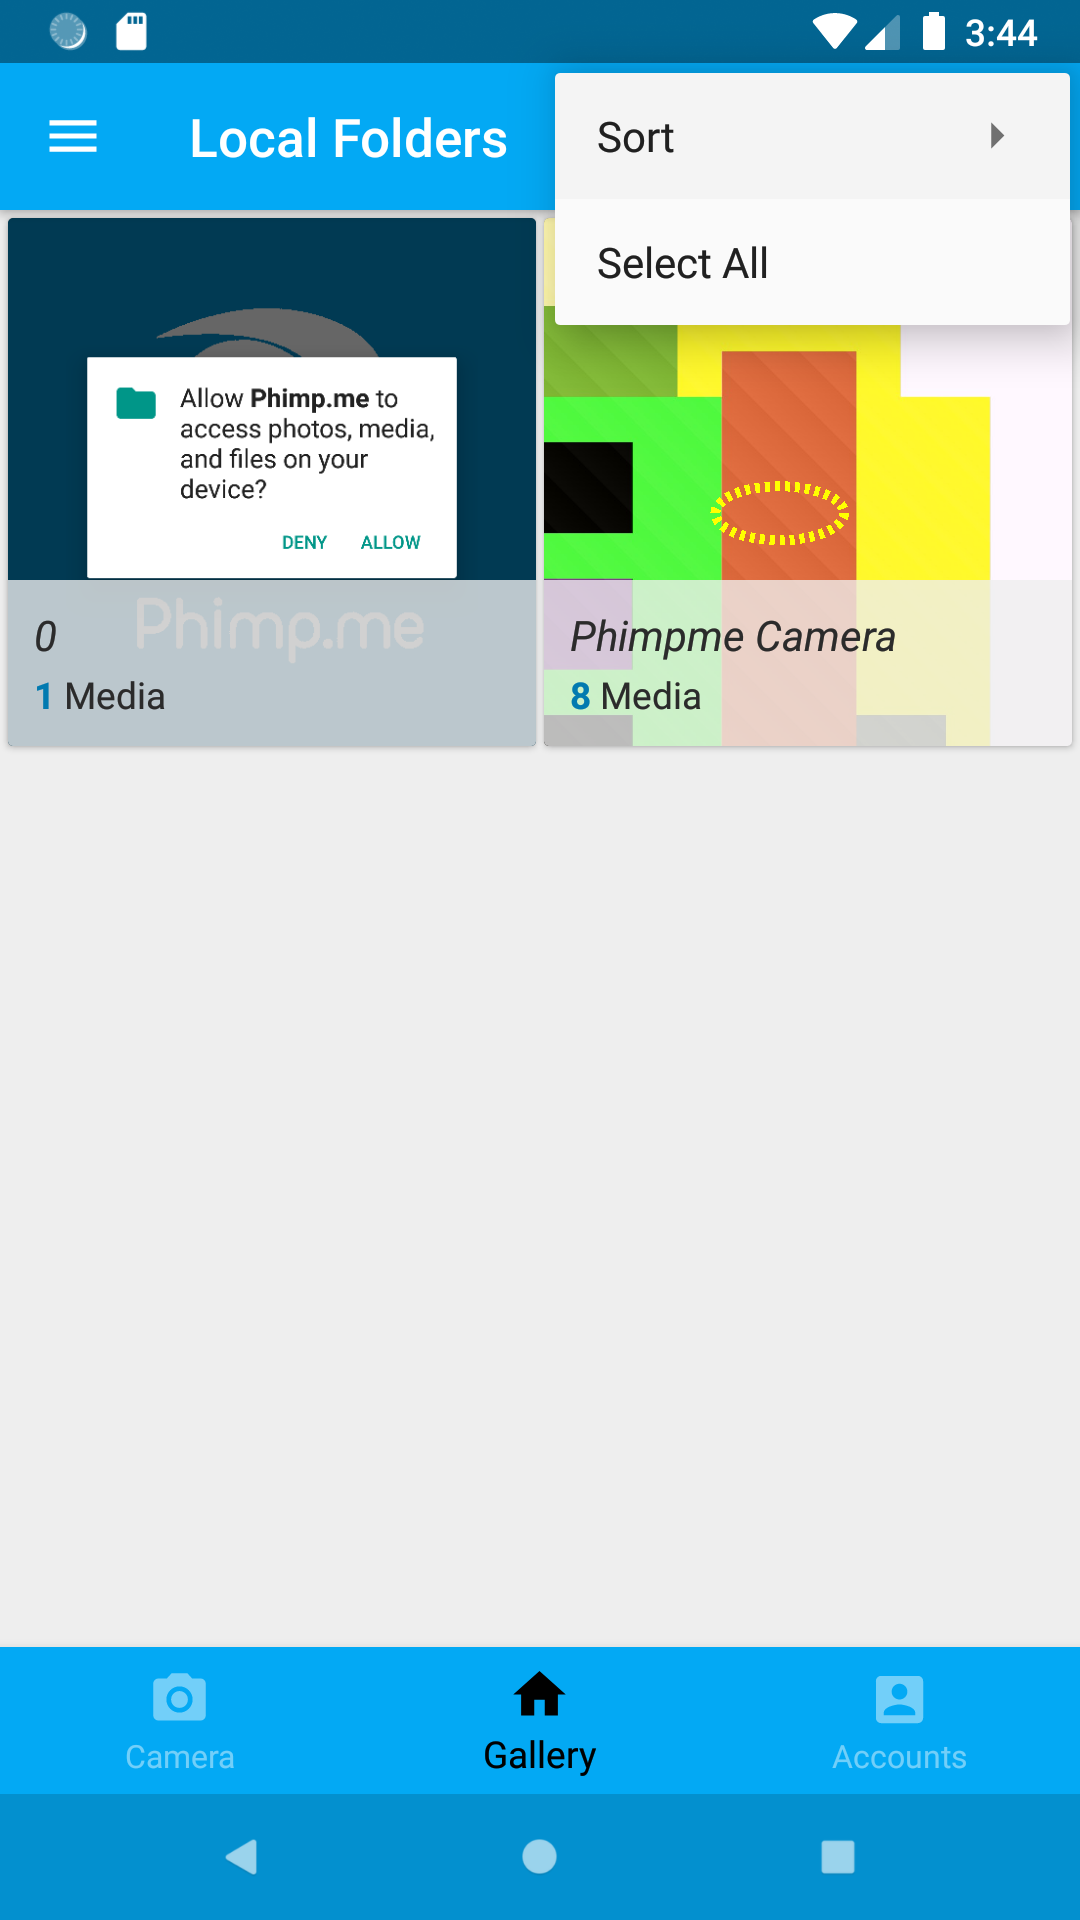 3:44
Local Folders
Sort
Select All
Allow Phimp.me to
access photos, media,
and files on your
device?
DENY ALLOW
Phimp.me
0
1 Media
Phimpme Camera
8 Media
Camera
Gallery
Accounts